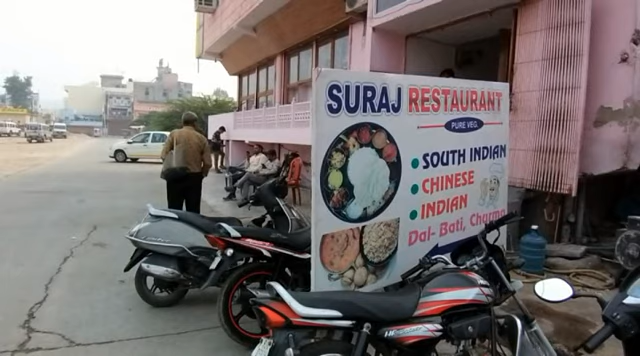 SURAJ RESTAURANT
PURE VEG.
SOUTH INDIAN
CHINESE
INDIAN
Dal- Bati, Churma